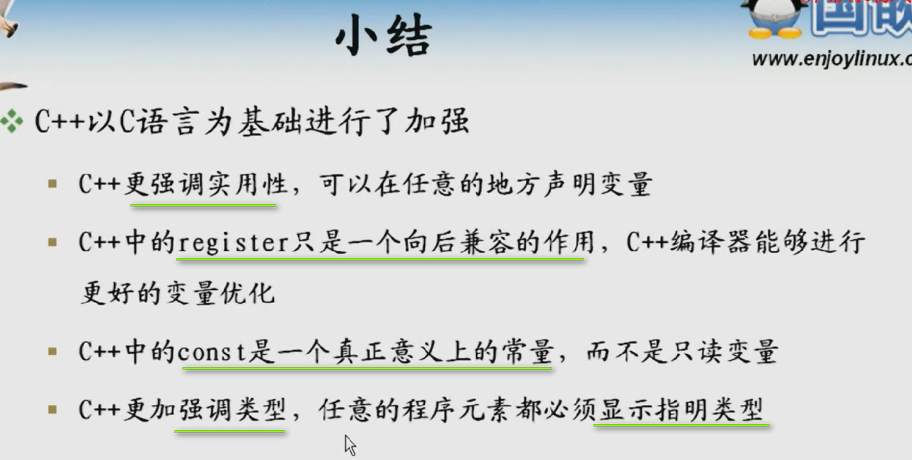 小结
国嵌
www.enjoylinux.c
C++以C语言为基础进行了加强
C++更强调实用性，可以在任意的地方声明变量
C++中的register只是一个向后兼容的作用，C++编译器能够进行
更好的变量优化
C++中的const是一个真正意义上的常量，而不是只读变量
C++更加强调类型，任意的程序元素都必须显示指明类型